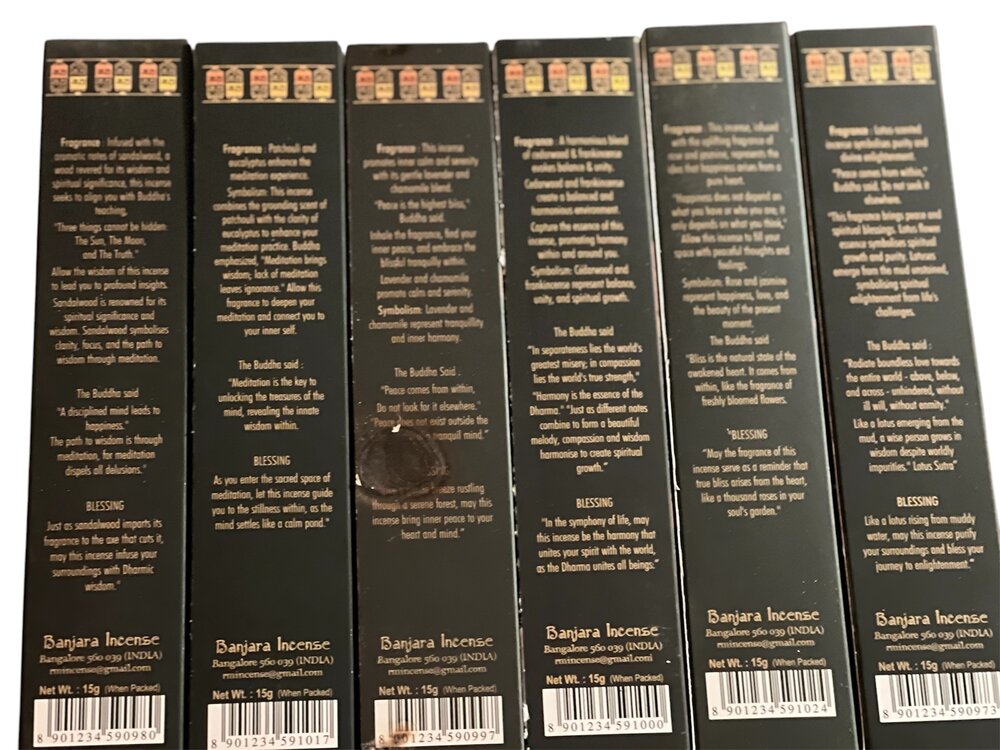 Fragrance : Infused with the
aromatic notes of sandalwood, a
wood revered for its wisdom and
spiritual significance, this incense
seeks to align you with Buddha's
teaching,
"Three things cannot be hidden:
The Sun, The Moon,
and The Truth."
Allow the wisdom of this incense
to lead you to profound insights.
Sandalwood is renowned for its
spiritual significance and
wisdom. Sandalwood symbolises
clarity, focus, and the path to
wisdom through meditation.
The Buddha said
"A disciplined mind leads to
happiness."
The path to wisdom is through
meditation, for meditation
dispels all delusions."
BLESSING
Just as sandalwood imparts its
fragrance to the axe that cuts it,
may this incense infuse your
surroundings with Dharmic
wisdom."
Banjara Incense
Bangalore 560 039 (INDIA)
rmincense@gmail.com
Net Wt. : 15g (When Packed)
8 901234 590980
Fragrance : Patchouli and
eucalyptus enhance the
meditation experience.
Symbolism: This incense
combines the grounding scent of
patchouli with the clarity of
eucalyptus to enhance your
meditation practice. Buddha
emphasized, "Meditation brings
wisdom; lack of meditation
leaves ignorance." Allow this
fragrance to deepen your
meditation and connect you to
your inner self.
The Buddha said :
"Meditation is the key to
unlocking the treasures of the
mind, revealing the innate
wisdom within.
BLESSING
As you enter the sacred space of
meditation, let this incense guide
you to the stillness within, as the
mind settles like a calm pond."
Banjara Incense
Bangalore 560 039 (INDIA)
rmincense@gmail.com
Net Wt. : 15g (When Packed)
8 901234 591017
Fragrance : This incense
promotes inner calm and serenity
with its gentle lavender and
chamomile blend.
"Peace is the highest bliss,"
Buddha said.
Inhale the fragrance, find your
inner peace, and embrace the
blissful tranquility within.
Lavender and chamomile
promote calm and serenity.
Symbolism: Lavender and
chamomile represent tranquility
and inner harmony.
The Buddha Said .
"Peace comes from within,
Do not look for it elsewhere."
"Peace does not exist outside the
tranquil mind."
rustling
through a serene forest, may this
incense bring inner peace to your
heart and mind."
Banjara Incense
Bangalore 560 039 (INDIA)
rmincense@gmail.com
Net Wt. : 15g (When Packed)
8 901234 590997
Fragrance : A harmonious blend
of cedarwood & frankincense
evokes balance & unity.
Cedarwood and frankincense
create a balanced and
harmonious aroma.
Capture the essence of this
incense, promoting harmony
within and around you.
Symbolism: Cedarwood and
frankincense represent balance,
unity, and spiritual growth.
The Buddha said
"In separateness lies the world's
greatest misery; in compassion
lies the world's true strength,"
"Harmony is the essence of the
Dharma." "Just as different notes
combine to form a beautiful
melody, compassion and wisdom
harmonise to create spiritual
growth."
BLESSING
"In the symphony of life, may
this incense be the harmony that
unites your spirit with the world,
as the Dharma unites all beings."
Banjara Incense
Bangalore 560 039 (INDIA)
rmincense@gmail.com
Net Wt. : 15g (When Packed)
8 901234 591000
Fragrance : This incense, infused
with the uplifting fragrance of
rose and jasmine, represents the
pure heart.
"Happiness does not depend on
what you have or who you are, it
only depends on what you think,"
Allow this incense to fill your
space with peaceful thoughts and
feelings.
Symbolism: Rose and jasmine
represent happiness, love, and
the beauty of the present
moment.
The Buddha said
"Bliss is the natural state of the
awakened heart. It comes from
within, like the fragrance of
freshly bloomed flowers.
"BLESSING
"May the fragrance of this
incense serve as a reminder that
true bliss arises from the heart,
like a thousand roses in your
soul's garden."
Banjara Incense
Bangalore 560 039 (INDIA)
rmincense@gmail.com
Net Wt. : 15g (When Packed)
8 901234 591024
Fragrance : Lotus scented
incense symbolises purity and
divine enlightenment.
"Peace comes from within,"
Buddha said. Do not seek it
elsewhere.
"This fragrance brings peace and
spiritual blessings. Lotus flower
essence symbolises spiritual
growth and purity. Lotuses
emerge from the mud untainted,
symbolising spiritual
enlightenment from life's
challenges.
The Buddha said :
"Radiate boundless love towards
the entire world - above, below,
and across - unhindered, without
ill will, without enmity."
Like a lotus emerging from the
mud, a wise person grows in
wisdom despite worldly
impurities." Lotus Sutra"
BLESSING
Like a lotus rising from muddy
water, may this incense purify
your surroundings and bless your
journey to enlightenment."
Banjara Incense
Bangalore 560 039 (INDIA)
rmincense@gmail.com
Net Wt. : 15g (When Packed)
8 901234 590973